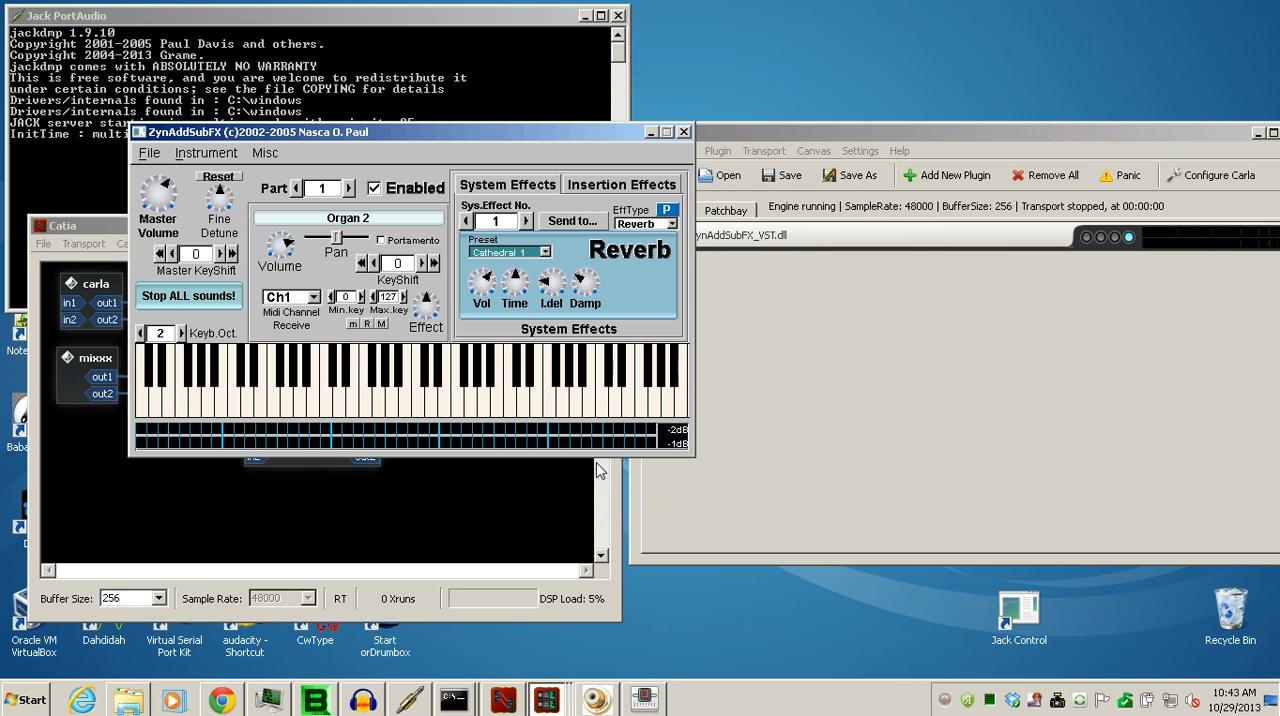 Jack PortAudio
jackdmp 1.9.10
Copyright 2001-2005 Paul Davis and others.
Copyright 2004-2013 Grame.
jackdmp comes with ABSOLUTELY NO WARRANTY
This is free software, and you are welcome to redistribute it
under certain conditions; see the file COPYING for details
Drivers/internals found in : C:\windows
Drivers/internals found in : C:\windows
JACK server
InitTime :
ZynAddSubFX (c)2002-2005 Nasca O. Paul
File Instrument Misc
Master Volume
Reset
Fine Detune
0
Master KeyShift
Stop ALL sounds!
2 Keyb.Oct.
Part 1 Enabled
Organ 2
Volume
Pan
Portamento
0
KeyShift
Ch1
Midi Channel Receive
0
Min.key
127
Max.key
m R M
Effect
System Effects Insertion Effects
Sys.Effect No.
1
Send to...
EffType P
Reverb
Preset
Cathedral 1
Reverb
Vol Time I.del Damp
System Effects
-2dB
-1dB
Catia
File Transport
carla
in1 out1
in2 out2
mixxx
out1
out2
Buffer Size: 256 Sample Rate: 48000 RT 0 Xruns DSP Load: 5%
Plugin Transport Canvas Settings Help
Open Save Save As Add New Plugin Remove All Panic Configure Carla
Patchbay Engine running | SampleRate: 48000 | BufferSize: 256 | Transport stopped, at 00:00:00
ynAddSubFX_VST.dll
Oracle VM VirtualBox
Dahdidah
Virtual Serial Port Kit
audacity - Shortcut
CwType
Start orDrumbox
Jack Control
Recycle Bin
Start
10:43 AM
10/29/2013